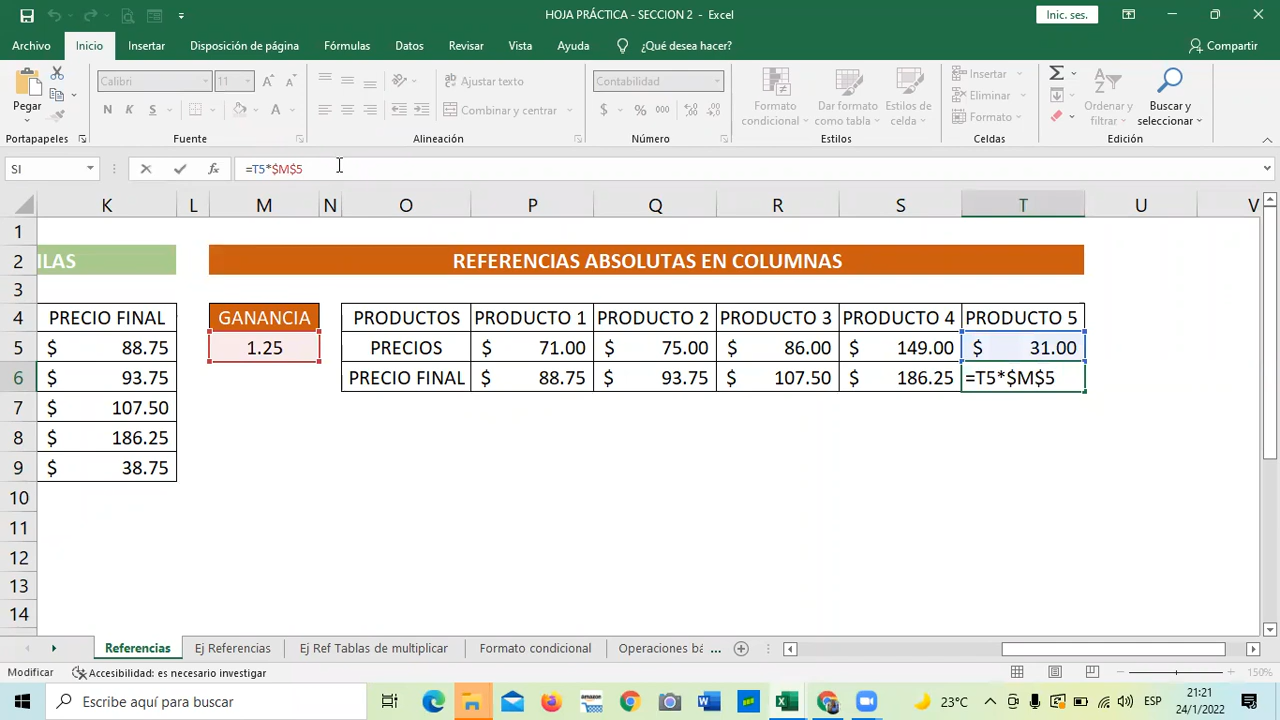 HOJA PRÁCTICA - SECCION 2 - Excel
Inic. ses.
Archivo Inicio Insertar Disposición de página Fórmulas Datos Revisar Vista Ayuda ¿Qué desea hacer? Compartir
Pegar
Calibri 11
Ajustar texto
Contabilidad
N K S
Combinar y centrar
$ % 000
Formato condicional
Dar formato como tabla
Estilos de celda
Insertar
Eliminar
Formato
Ordenar y filtrar
Buscar y seleccionar
Portapapeles Fuente Alineación Número Estilos Celdas Edición
SI =T5*$M$5
K L M N O P Q R S T U V
1
2 ILAS REFERENCIAS ABSOLUTAS EN COLUMNAS
3
4 PRECIO FINAL GANANCIA PRODUCTOS PRODUCTO 1 PRODUCTO 2 PRODUCTO 3 PRODUCTO 4 PRODUCTO 5
5 $ 88.75 1.25 PRECIOS $ 71.00 $ 75.00 $ 86.00 $ 149.00 $ 31.00
6 $ 93.75 PRECIO FINAL $ 88.75 $ 93.75 $ 107.50 $ 186.25 =T5*$M$5
7 $ 107.50
8 $ 186.25
9 $ 38.75
10
11
12
13
14
Referencias Ej Referencias Ej Ref Tablas de multiplicar Formato condicional Operaciones bá ...
Modificar Accesibilidad: es necesario investigar 150%
Escribe aquí para buscar
amazon
23°C
ESP
21:21
24/1/2022